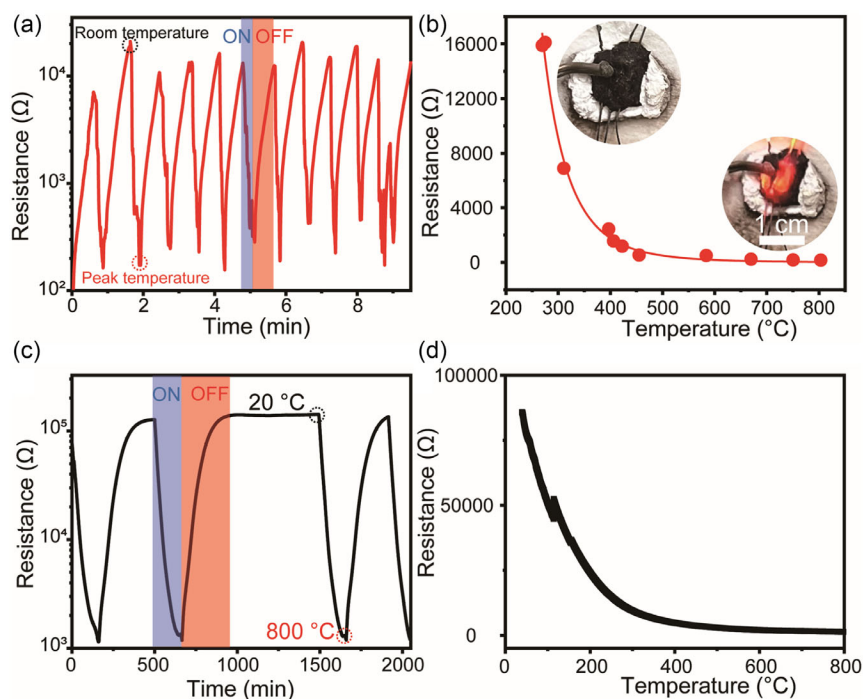 (a)
Room temperature
ON
OFF
Peak temperature
Resistance (Ω)
10⁴
10³
10²
0
2
4
6
8
Time (min)
(b)
Resistance (Ω)
16000
12000
8000
4000
0
1 cm
200
300
400
500
600
700
800
Temperature (°C)
(c)
ON
OFF
20 °C
800 °C
Resistance (Ω)
10⁵
10⁴
10³
0
500
1000
1500
2000
Time (min)
(d)
Resistance (Ω)
100000
50000
0
0
200
400
600
800
Temperature (°C)